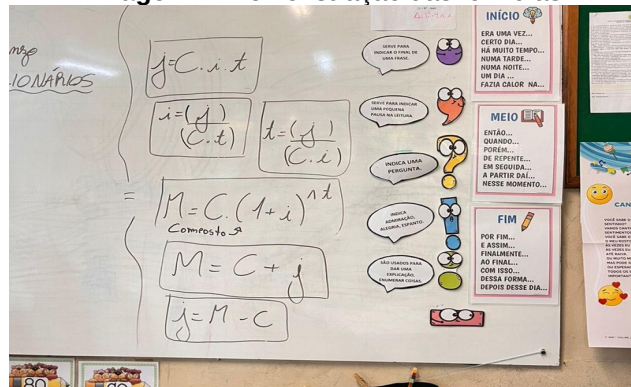 IONÁRIOS
j=C.i.t
i=(j)
(C.t)
t=(j)
(C.i)
= M=C.(1+i)^t
Composto
M=C+j
j=M-C
SERVE PARA
INDICAR O FINAL DE
UMA FRASE.
SERVE PARA INDICAR
UMA PEQUENA
PAUSA NA LEITURA.
INDICA UMA
PERGUNTA.
INDICA
ADMIRAÇÃO,
ALEGRIA, ESPANTO.
SÃO USADOS PARA
DAR UMA
EXPLICAÇÃO,
ENUMERAR COISAS.
INÍCIO
ERA UMA VEZ...
CERTO DIA...
HÁ MUITO TEMPO...
NUMA TARDE...
NUMA NOITE...
UM DIA ...
FAZIA CALOR NA...
MEIO
ENTÃO...
QUANDO...
PORÉM...
DE REPENTE...
EM SEGUIDA...
A PARTIR DAÍ...
NESSE MOMENTO...
FIM
POR FIM...
E ASSIM...
FINALMENTE...
AO FINAL...
COM ISSO...
DESSA FORMA...
DEPOIS DESSE DIA...
CAN
80